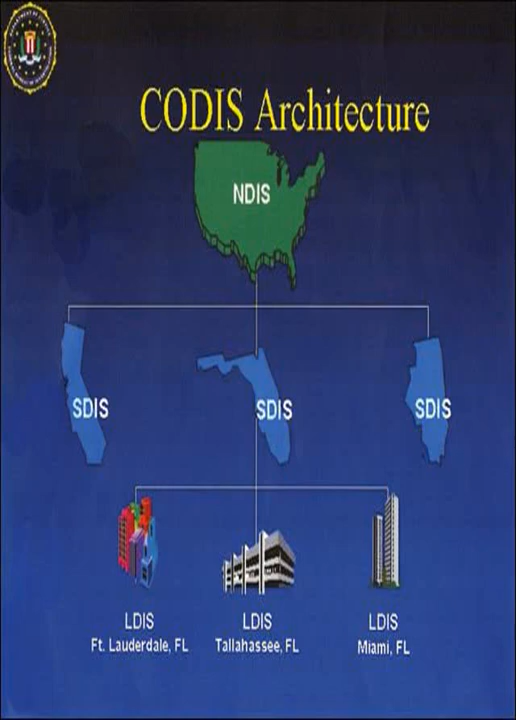 CODIS Architecture
NDIS
SDIS
SDIS
SDIS
LDIS
Ft. Lauderdale, FL
LDIS
Tallahassee, FL
LDIS
Miami, FL